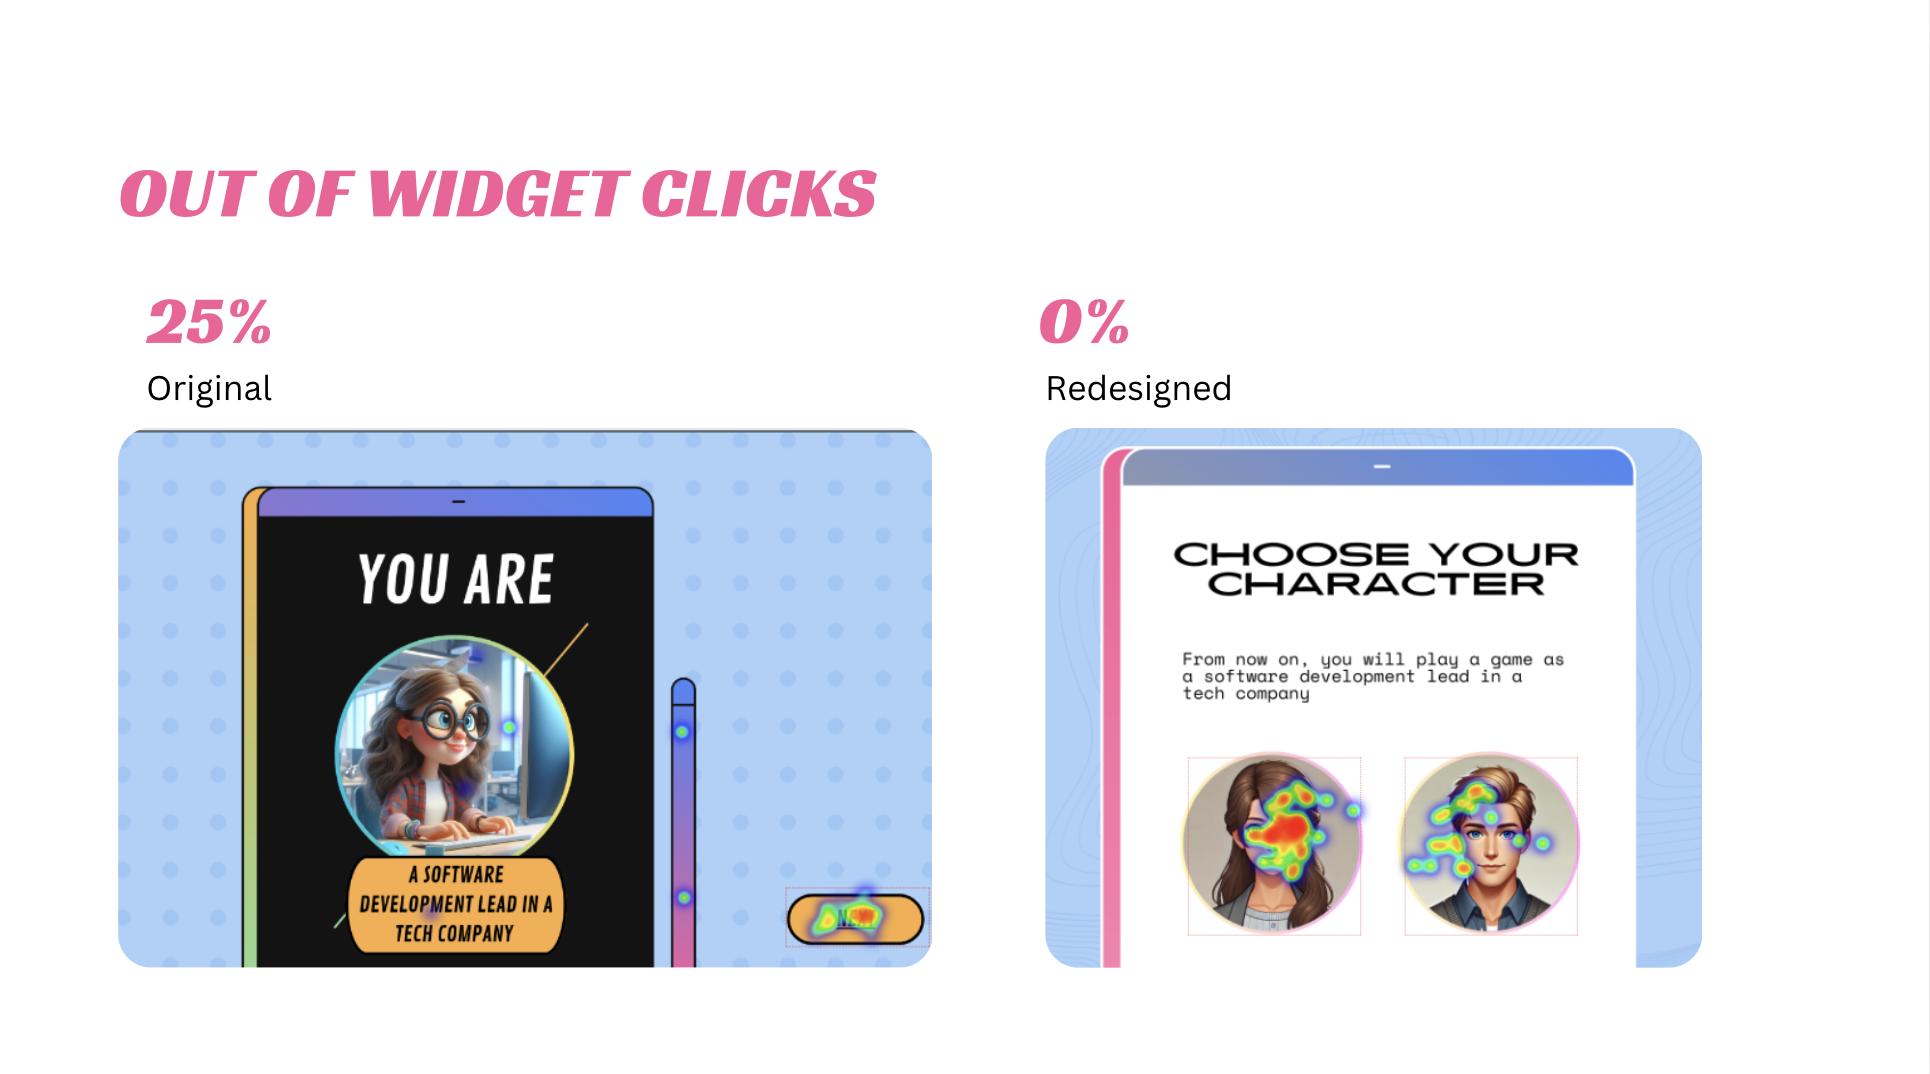 OUT OF WIDGET CLICKS
25%
Original
0%
Redesigned
YOU ARE
A SOFTWARE
DEVELOPMENT LEAD IN A
TECH COMPANY
NEXT
CHOOSE YOUR
CHARACTER
From now on, you will play a game as
a software development lead in a
tech company